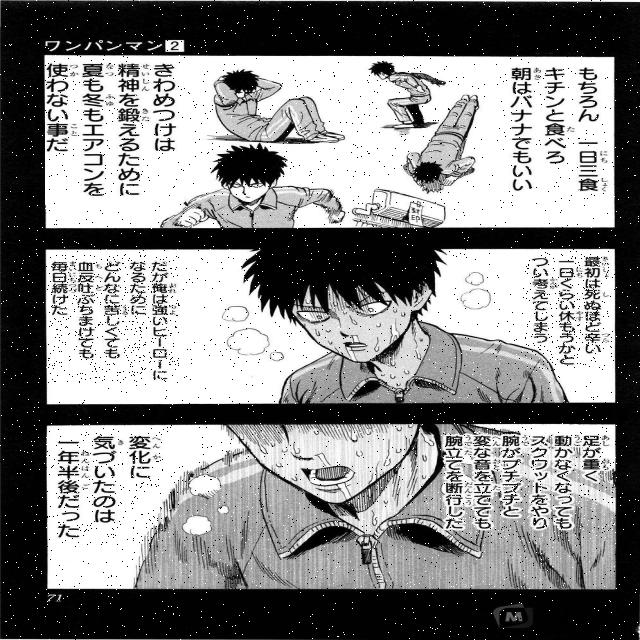 ワンパンマン 2
もちろん 一日三食
キチンと食べろ
朝はバナナでもいい
きわめつけは
精神を鍛えるために
夏も冬もエアコンを
使わない事だ
最初は死ぬほど辛い
一日くらい休もうかと
つい考えてしまう
だが俺は強いヒーローに
なるために
どんなに苦しくても
血反吐ぶちまけても
毎日続けた
足が重く
動かなくなっても
スクワットをやり
腕がプチプチと
変な音を立てても
腕立てを断行した
変化に
気づいたのは
一年半後だった
71
M